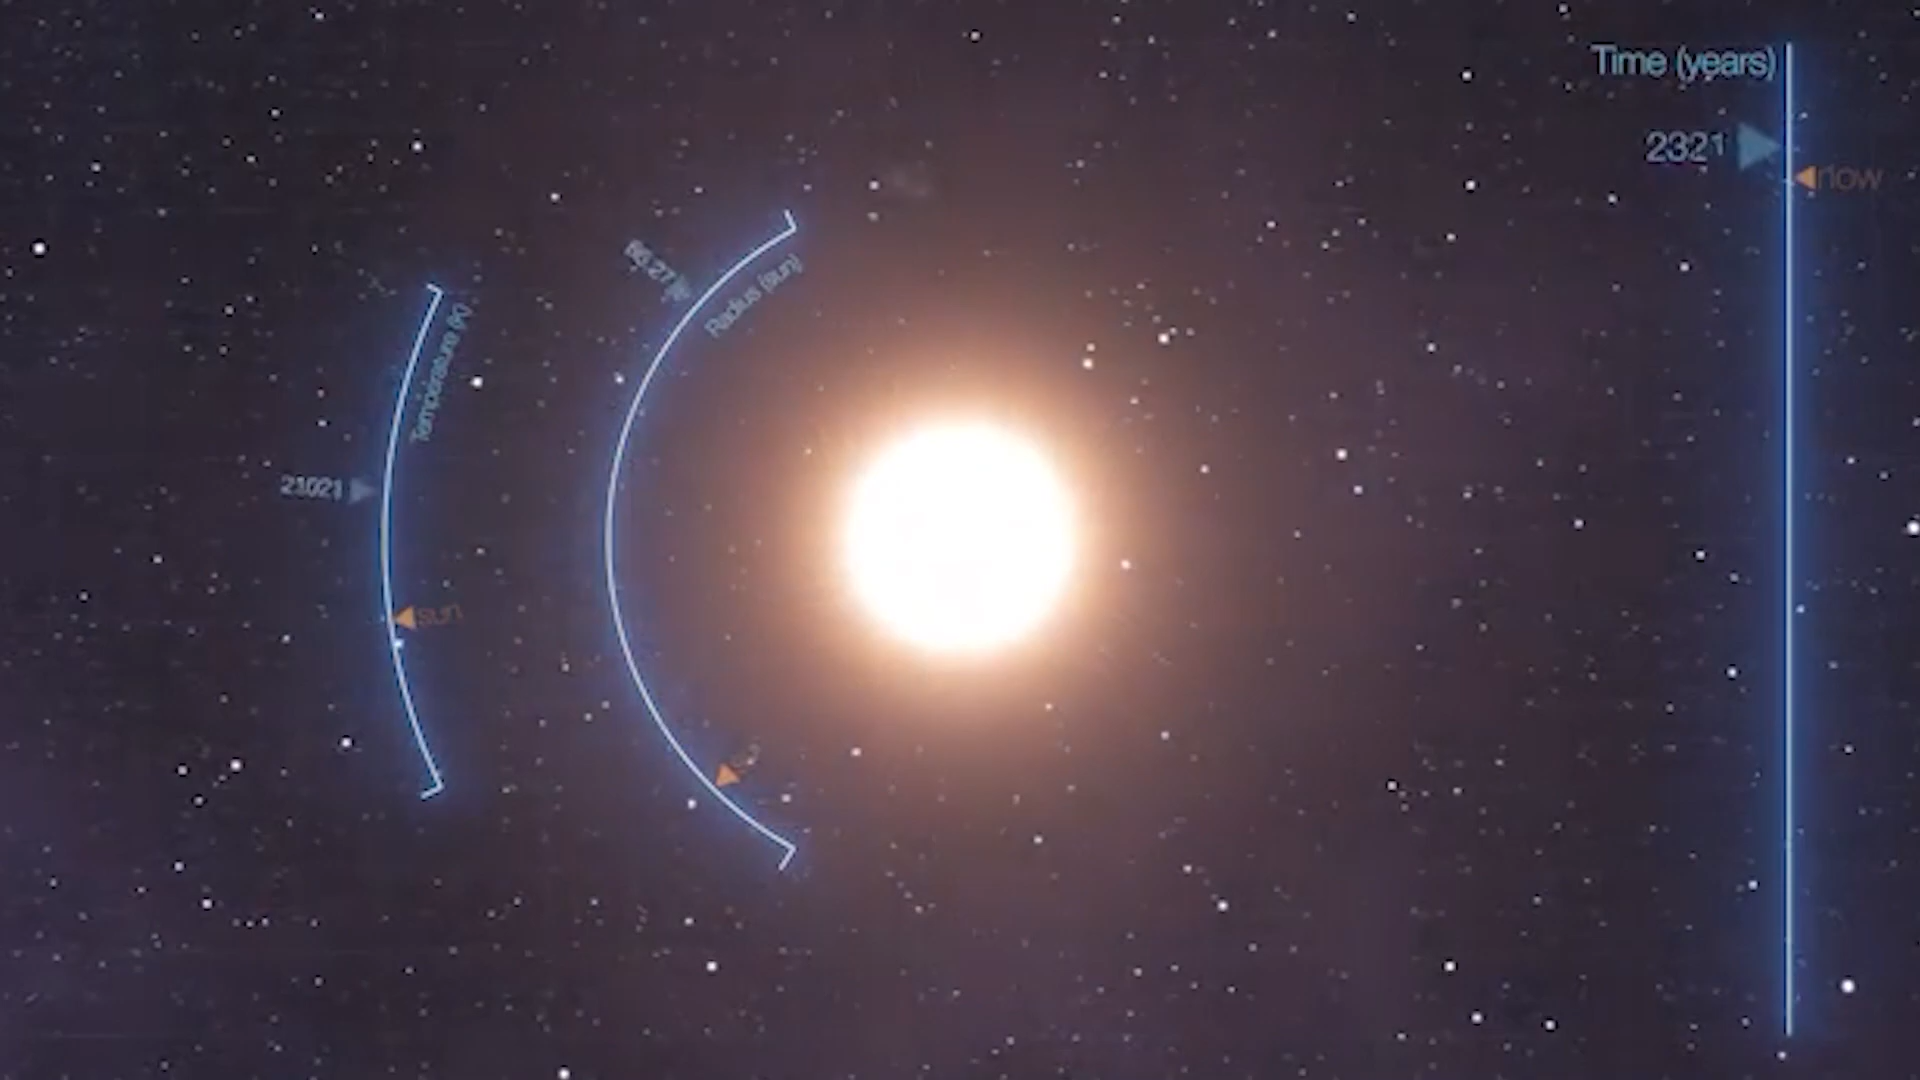 Time (years)
2321
now
Radius (sun)
Temperature (K)
21021
sun